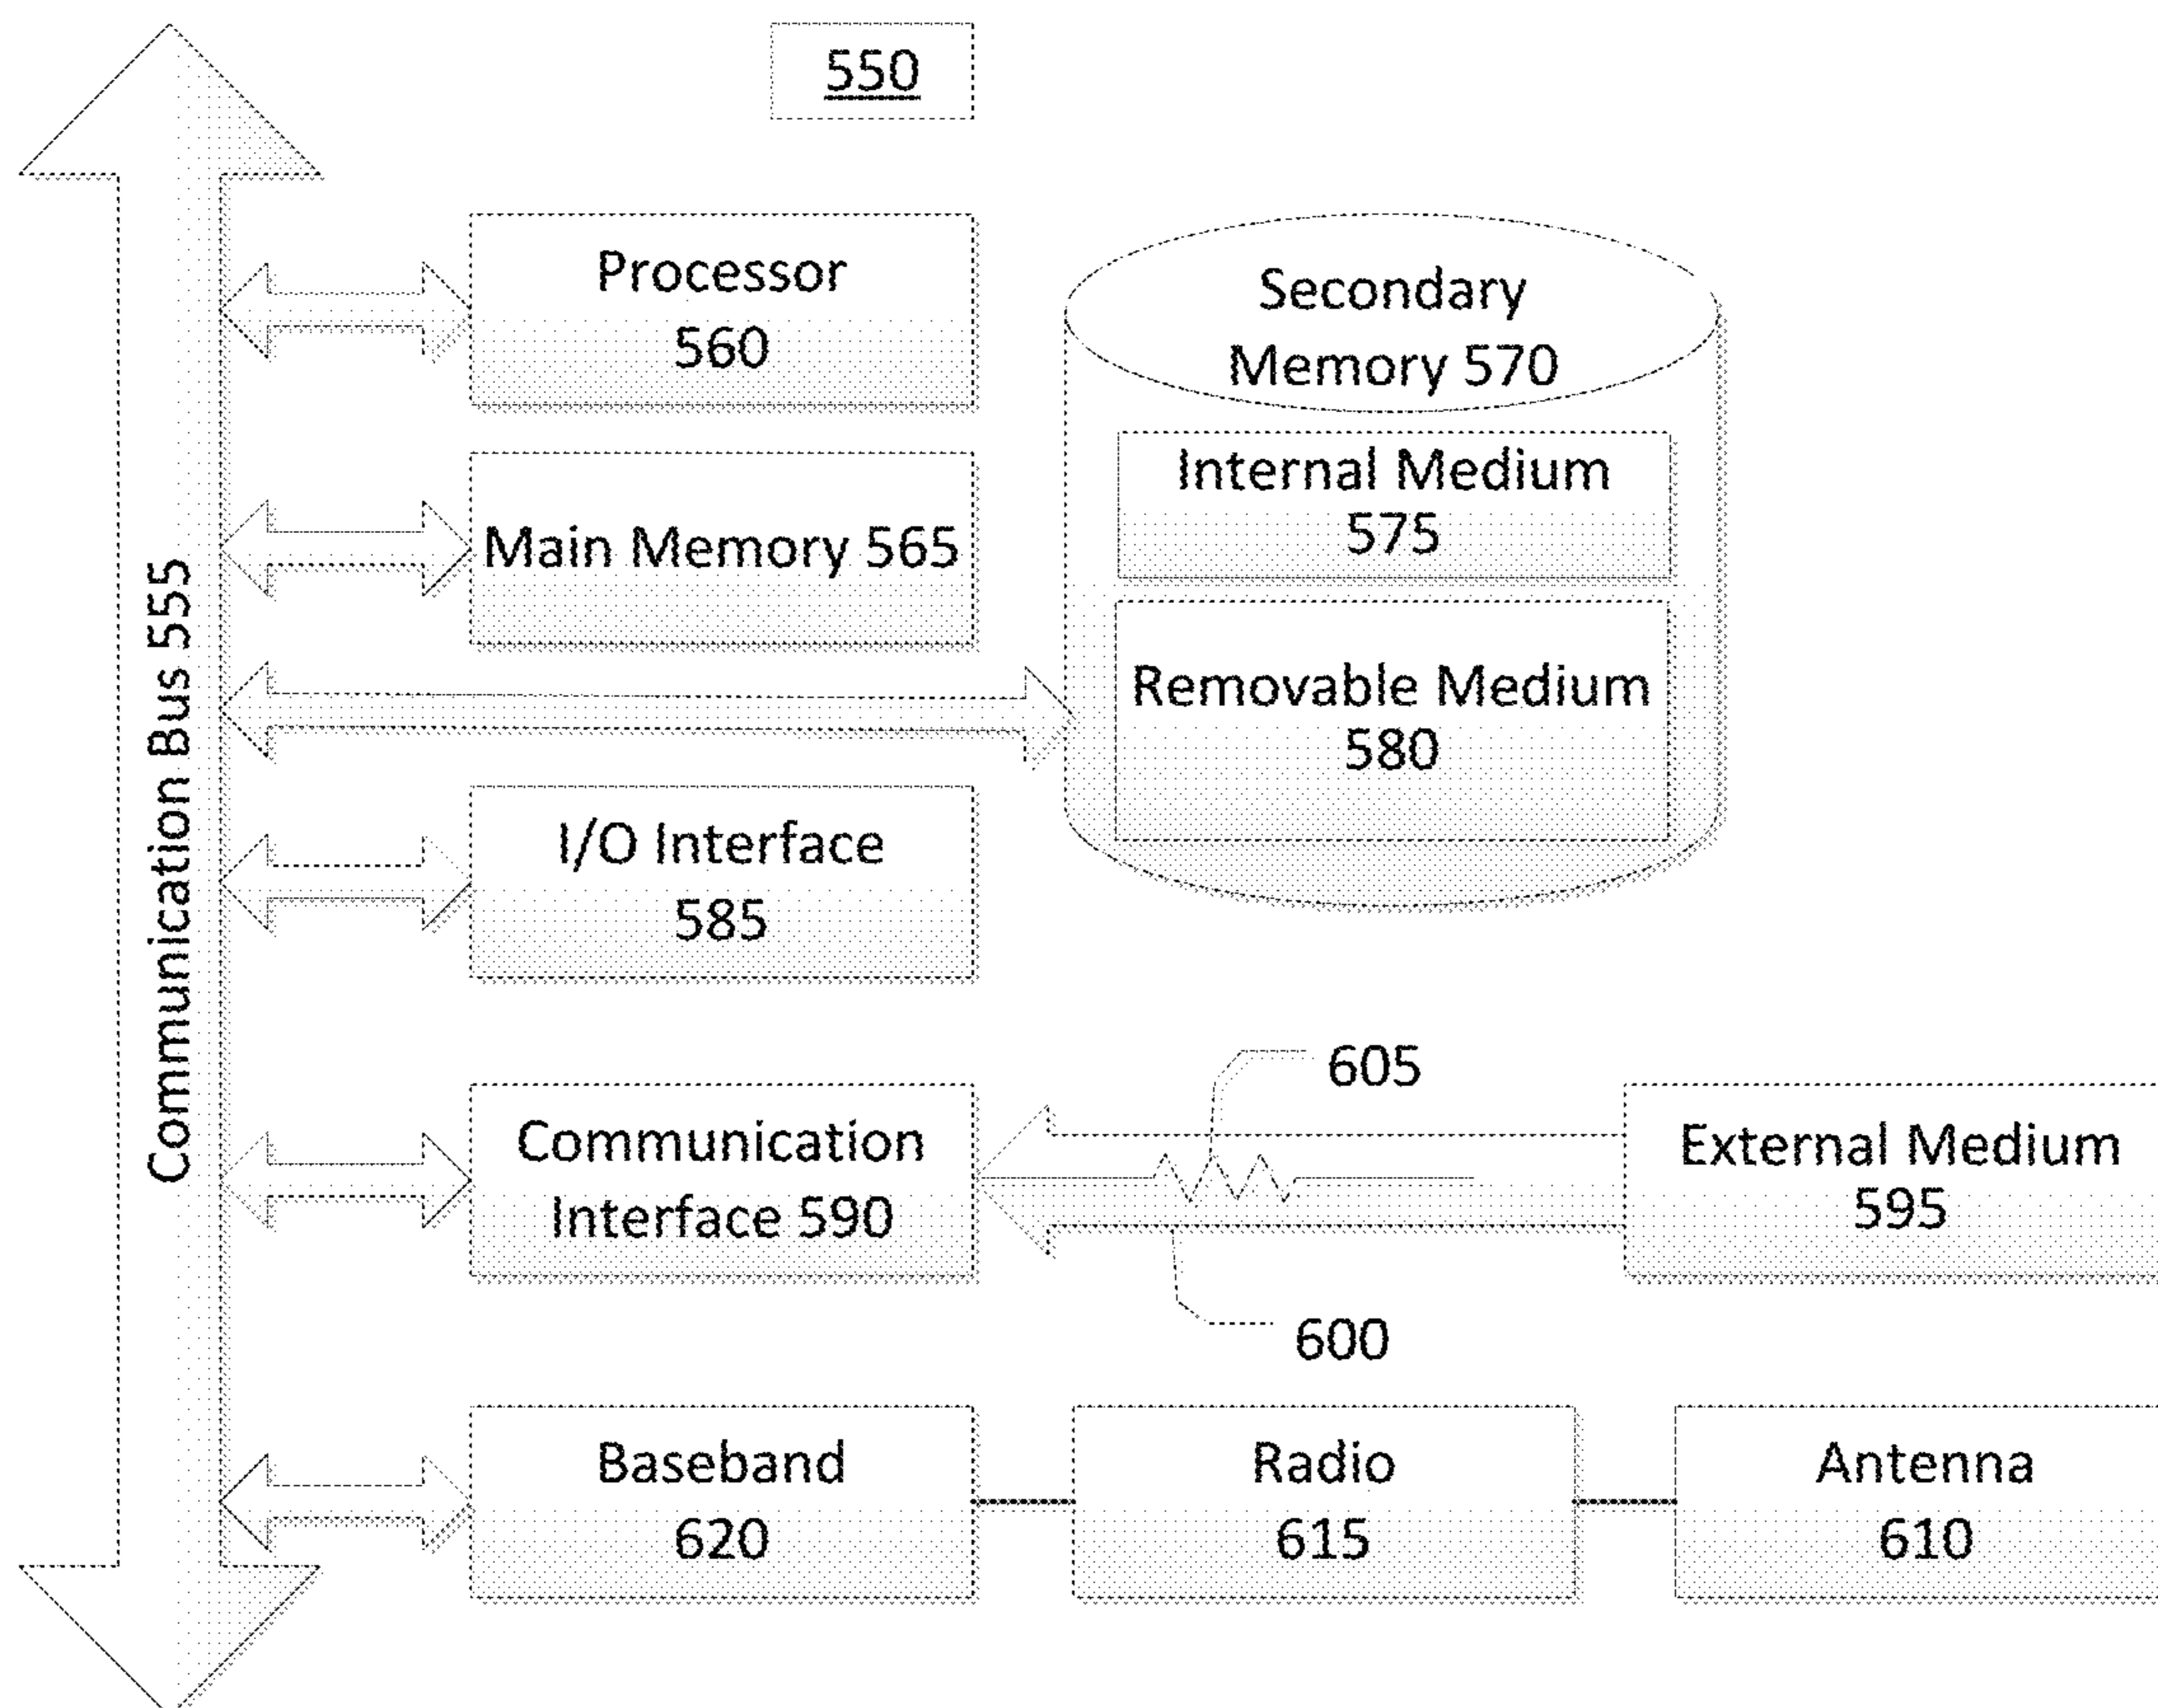 550
Communication Bus 555
Processor
560
Secondary
Memory 570
Main Memory 565
Internal Medium
575
Removable Medium
580
I/O Interface
585
605
Communication
Interface 590
External Medium
595
600
Baseband
620
Radio
615
Antenna
610